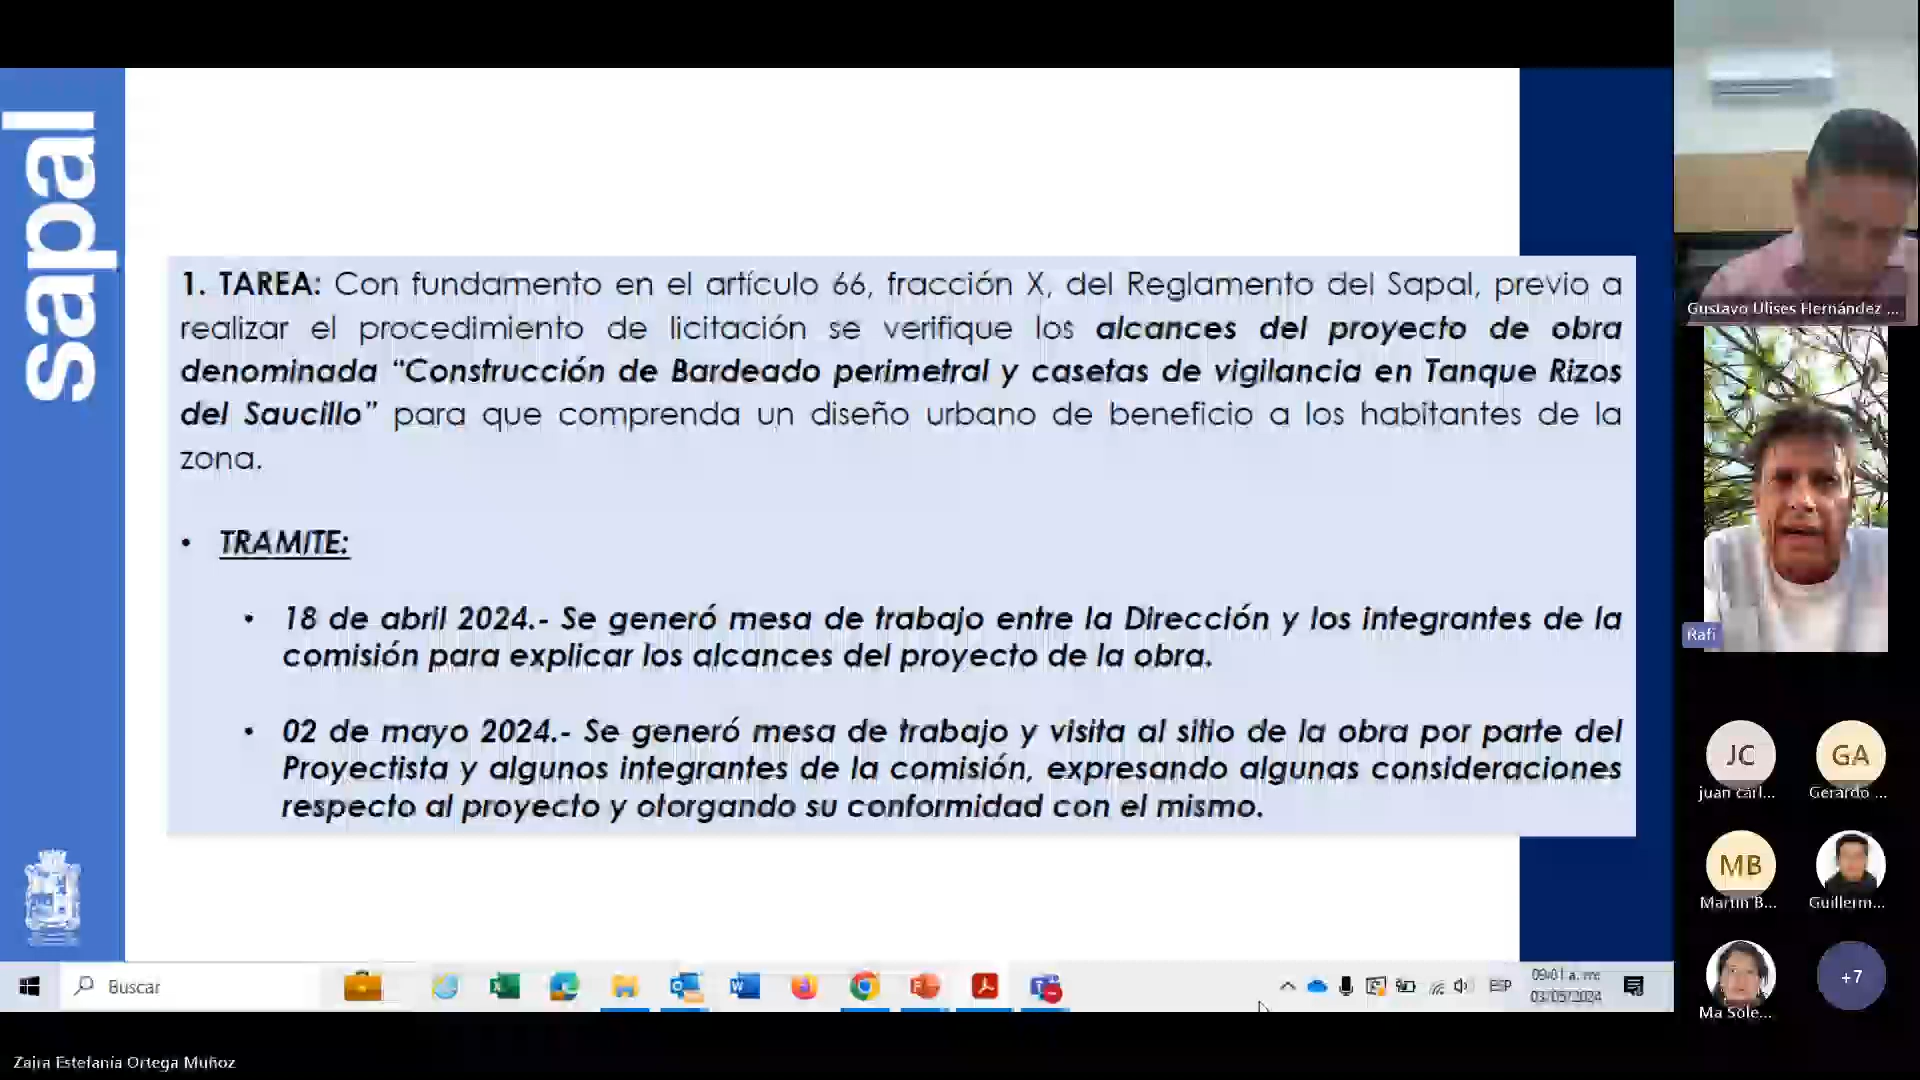 sapal
1. TAREA: Con fundamento en el artículo 66, fracción X, del Reglamento del Sapal, previo a
realizar el procedimiento de licitación se verifique los alcances del proyecto de obra
denominada “Construcción de Bardeado perimetral y casetas de vigilancia en Tanque Rizos
del Saucillo” para que comprenda un diseño urbano de beneficio a los habitantes de la
zona.
• TRAMITE:
• 18 de abril 2024.- Se generó mesa de trabajo entre la Dirección y los integrantes de la
comisión para explicar los alcances del proyecto de la obra.
• 02 de mayo 2024.- Se generó mesa de trabajo y visita al sitio de la obra por parte del
Proyectista y algunos integrantes de la comisión, expresando algunas consideraciones
respecto al proyecto y otorgando su conformidad con el mismo.
Gustavo Ulises Hernández ...
Rafi
JC
GA
juan carl...
Gerardo ...
MB
Martin B...
Guillerm...
+7
Ma Sole...
Buscar
ESP
09:01 a. m.
03/05/2024
Zaira Estefanía Ortega Muñoz